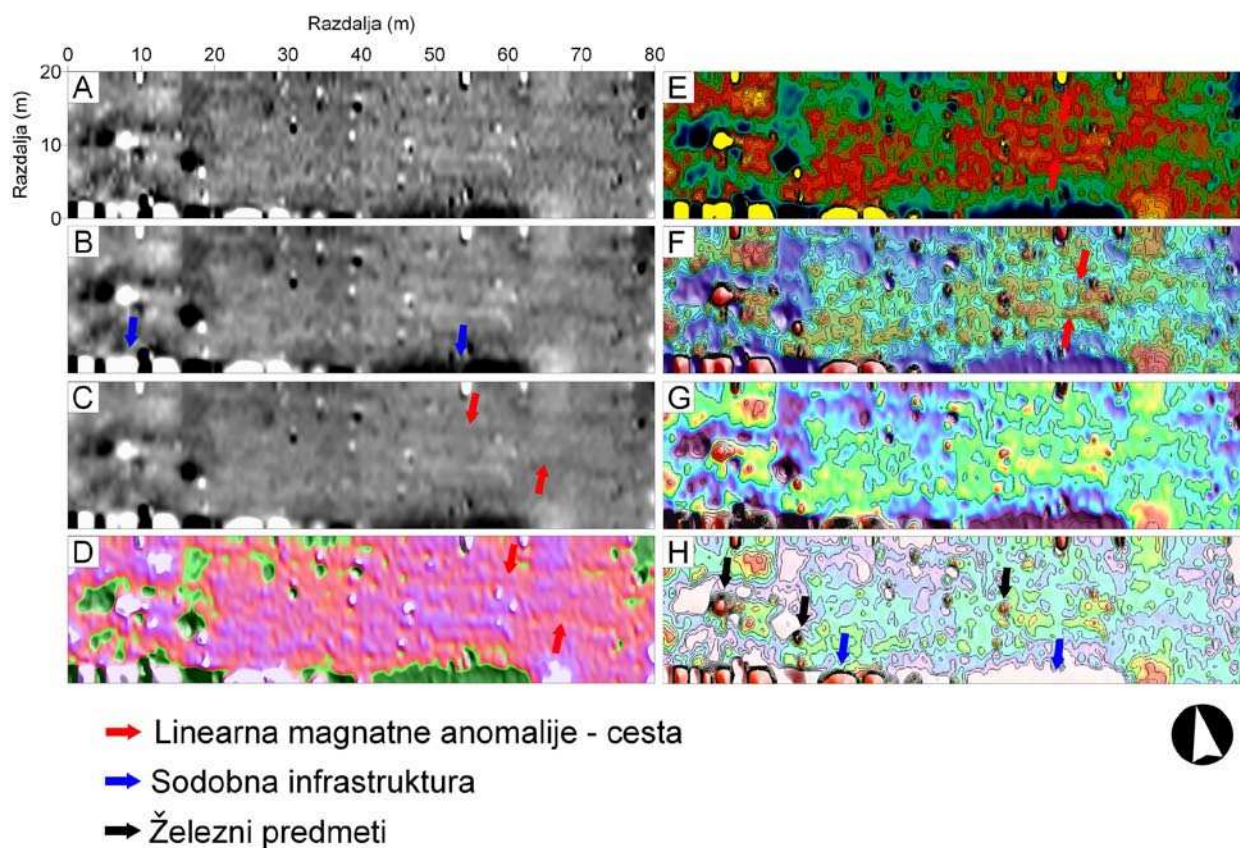 Razdalja (m)
0 10 20 30 40 50 60 70 80
A
20
10
0
Razdalja (m)
B
C
D
E
F
G
H
Linearna magnatne anomalije - cesta
Sodobna infrastruktura
Železni predmeti